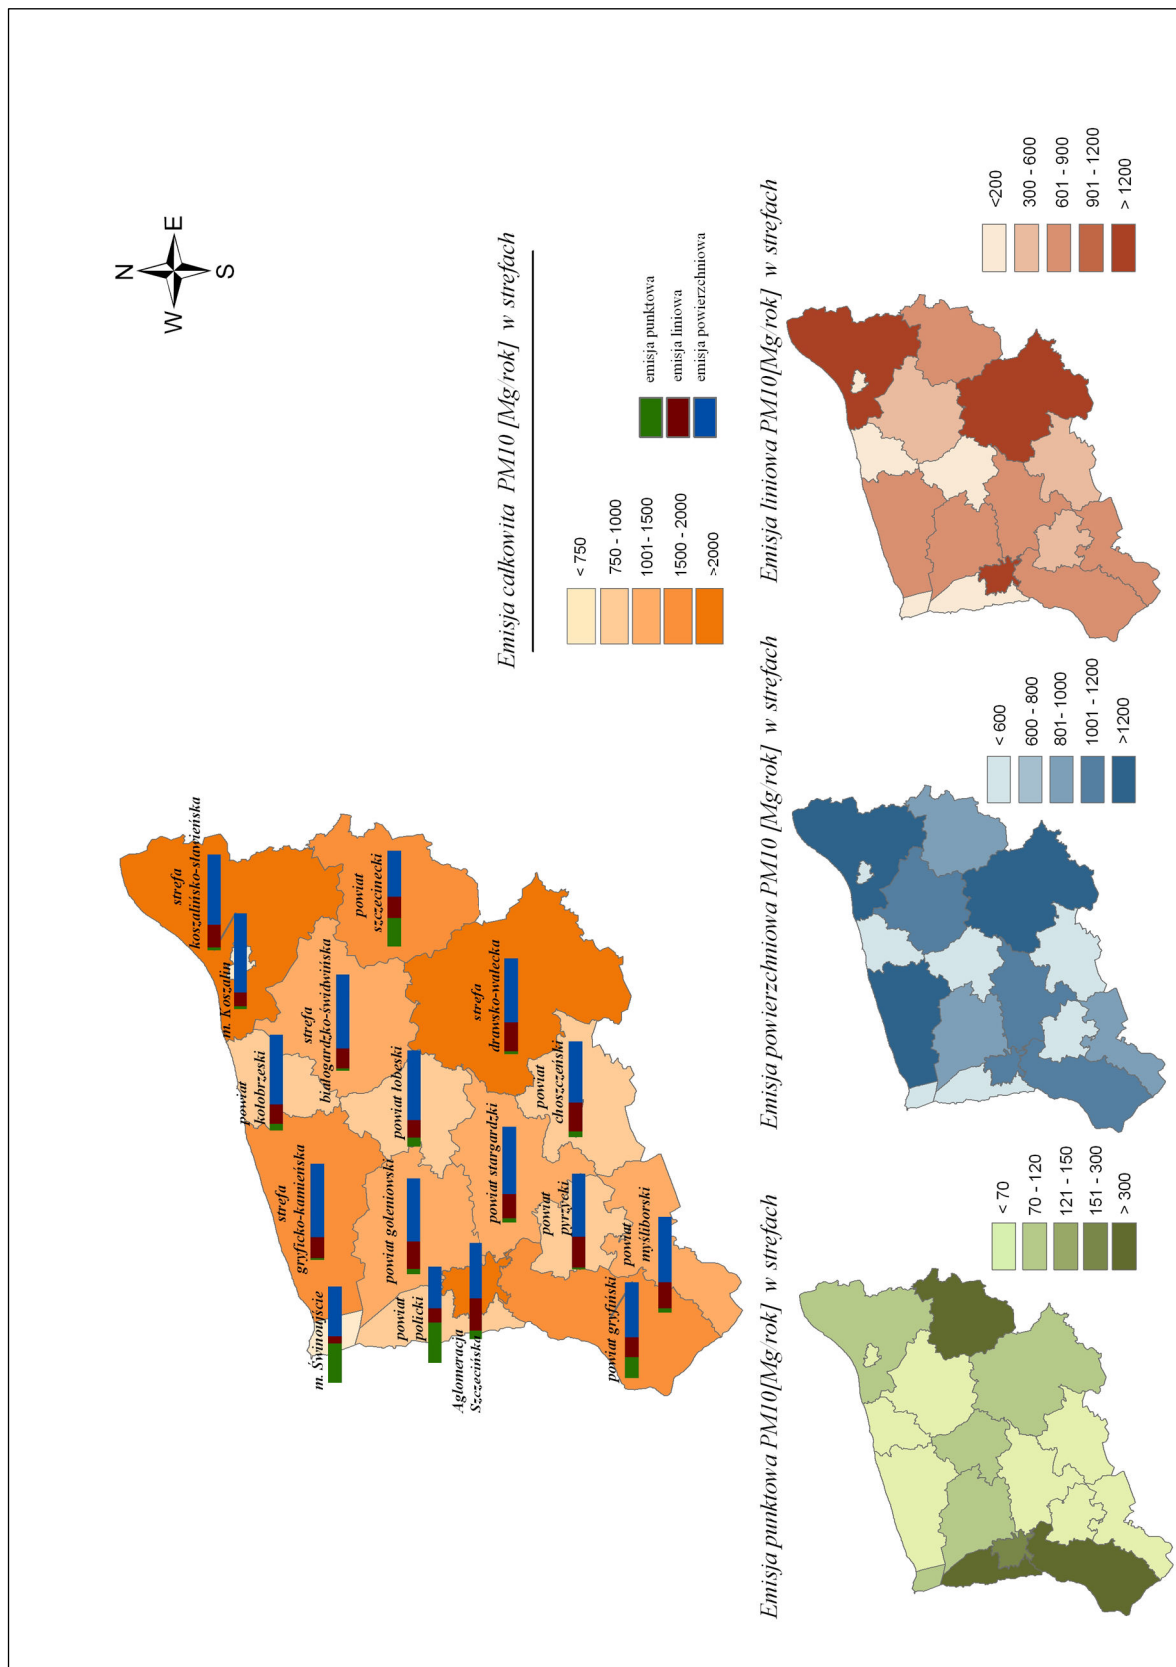 N
W
E
S
strefa
koszalińsko-sławieńska
m. Koszalin
powiat
kołobrzeski
strefa
białogardzko-świdwińska
powiat
szczecinecki
strefa
gryficko-kamieńska
m. Świnoujście
powiat łobeski
powiat goleniowski
powiat
policki
Aglomeracja
Szczecińska
strefa
drawsko-wałecka
powiat stargardzki
powiat
choszczeński
powiat
pyrzycki
powiat
myśliborski
powiat gryfiński
Emisja całkowita PM10 [Mg/rok] w strefach
< 750
750 - 1000
1001 - 1500
1500 - 2000
>2000
emisja punktowa
emisja liniowa
emisja powierzchniowa
Emisja punktowa PM10[Mg/rok] w strefach
< 70
70 - 120
121 - 150
151 - 300
> 300
Emisja powierzchniowa PM10 [Mg/rok] w strefach
< 600
600 - 800
801- 1000
1001 - 1200
>1200
Emisja liniowa PM10[Mg/rok] w strefach
<200
300 - 600
601 - 900
901 - 1200
> 1200